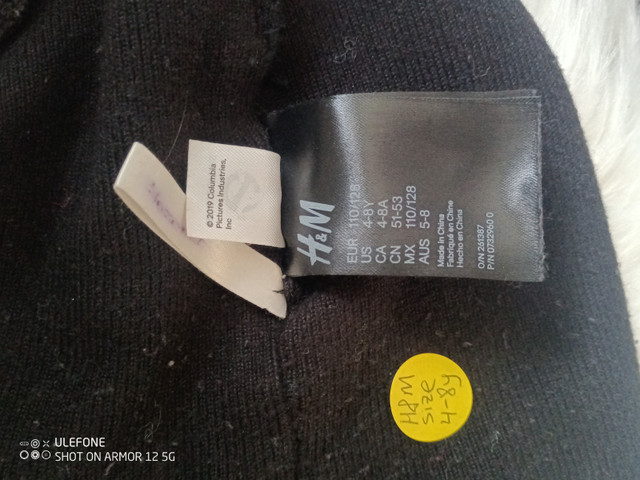 © 2019 Columbia
Pictures Industries,
Inc
H&M
EUR 110/128
US 4-8Y
CA 4-8A
CN 51-53
MX 110/128
AUS 5-8
Made in China
Fabriqué en Chine
Hecho en China
O/N 261387
P/N 0732960 0
H&M
size
4-8y
ULEFONE
SHOT ON ARMOR 12 5G